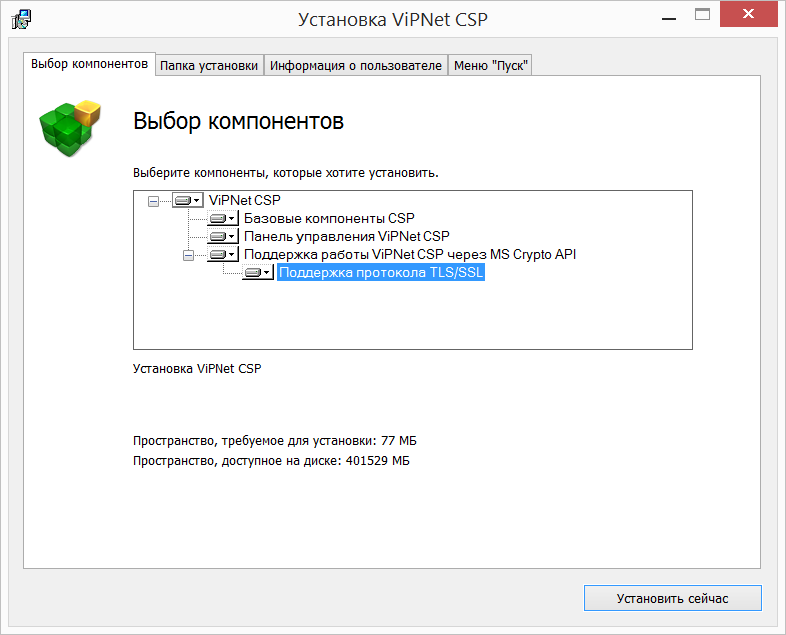 Установка ViPNet CSP
Выбор компонентов
Папка установки
Информация о пользователе
Меню "Пуск"
Выбор компонентов
Выберите компоненты, которые хотите установить.
ViPNet CSP
Базовые компоненты CSP
Панель управления ViPNet CSP
Поддержка работы ViPNet CSP через MS Crypto API
Поддержка протокола TLS/SSL
Установка ViPNet CSP
Пространство, требуемое для установки: 77 МБ
Пространство, доступное на диске: 401529 МБ
Установить сейчас